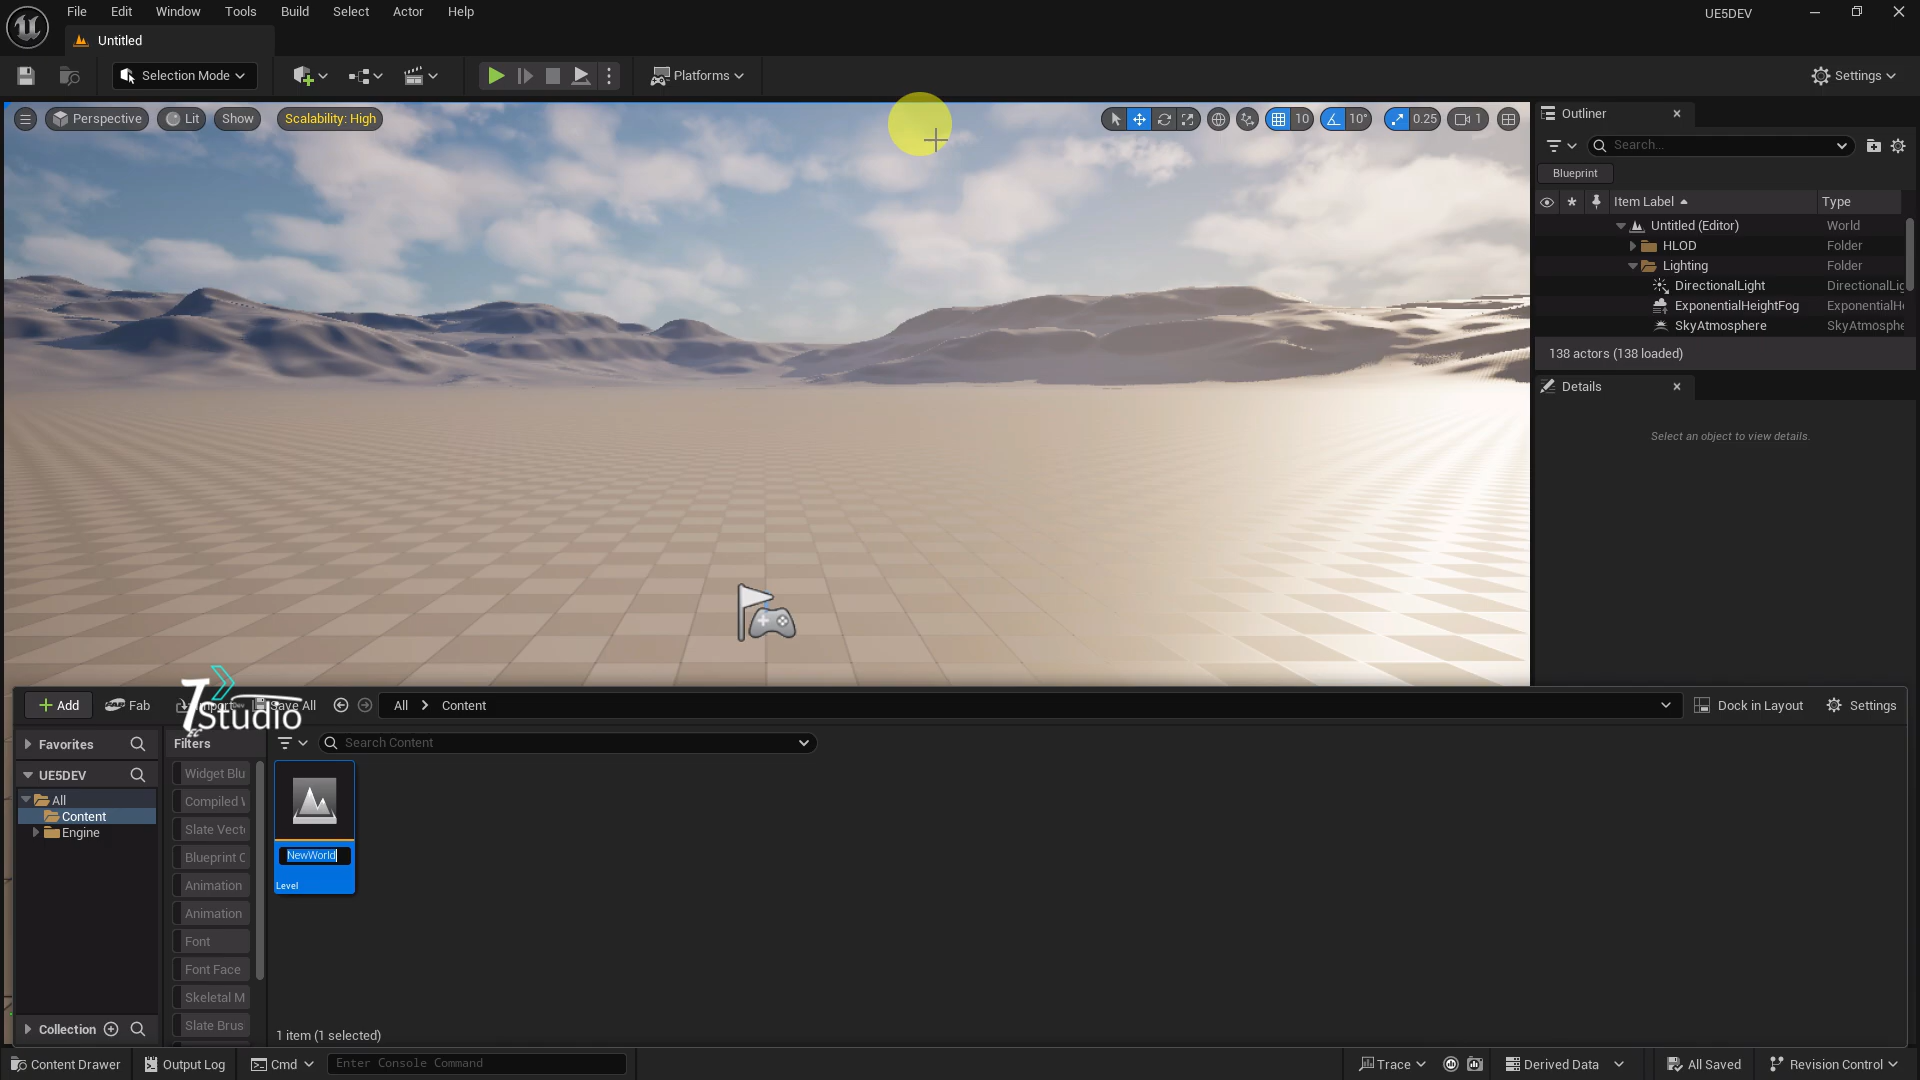 File Edit Window Tools Build Select Actor Help
UE5DEV
Untitled
Selection Mode
Platforms
Settings
Perspective Lit Show Scalability: High
10 10° 0.25 1
Outliner
Search...
Blueprint
Item Label Type
Untitled (Editor) World
HLOD Folder
Lighting Folder
DirectionalLight DirectionalLig
ExponentialHeightFog ExponentialHe
SkyAtmosphere SkyAtmosphe
138 actors (138 loaded)
Details
Select an object to view details.
Add Fab Import Save All All Content Dock in Layout Settings
Studio
Favorites Filters Search Content
UE5DEV
All
Content
Engine
Widget Blu
Compiled
Slate Vect
Blueprint
Animation
Animation
Font
Font Face
Skeletal M
Slate Brus
NewWorld
Level
Collection
1 item (1 selected)
Content Drawer Output Log Cmd Enter Console Command Trace Derived Data All Saved Revision Control